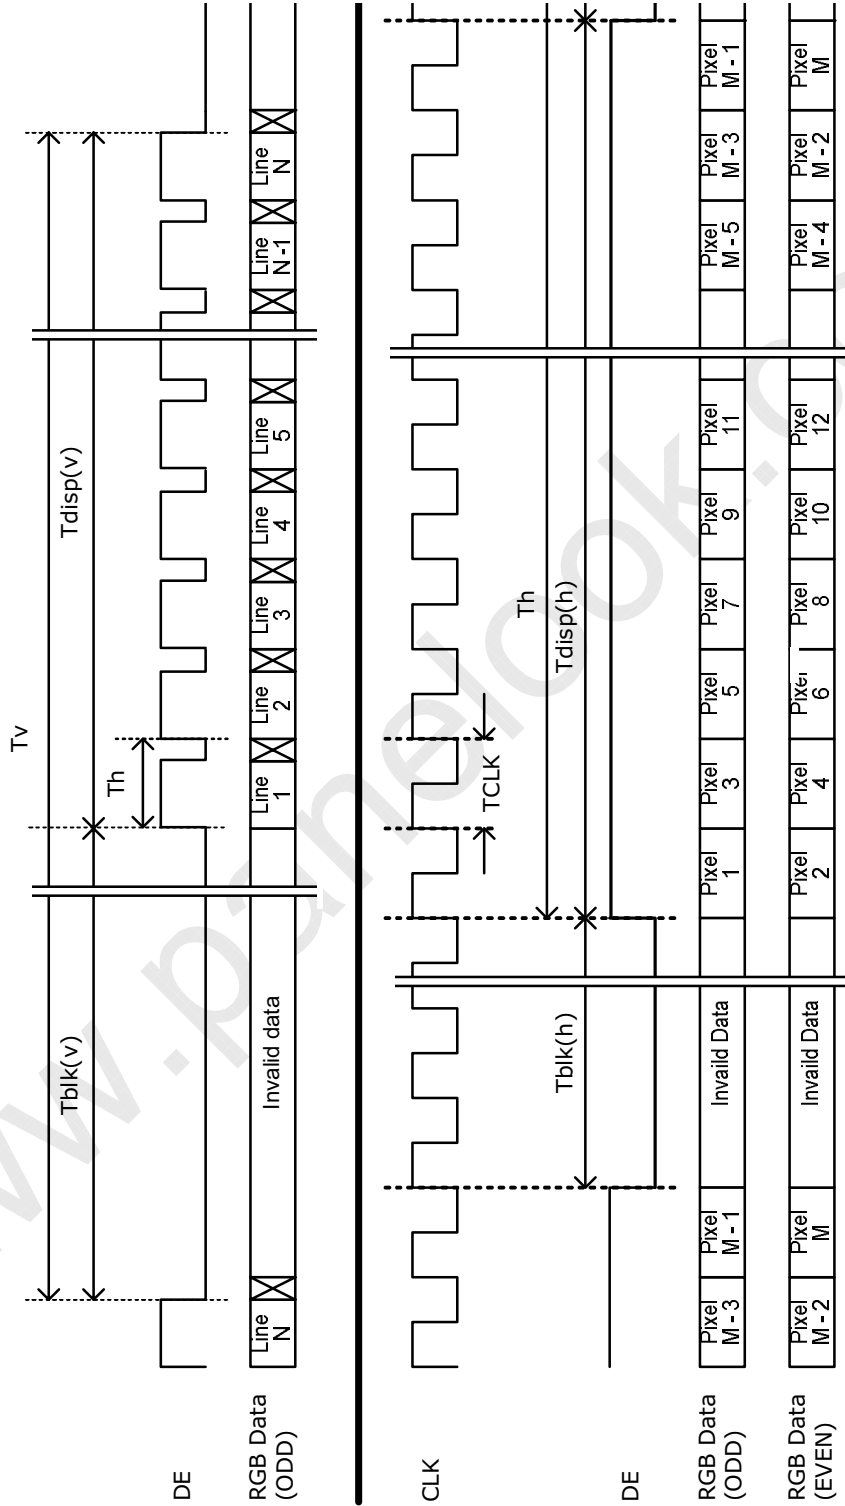 Tv
Tblk(v)
Tdisp(v)
Th
DE
RGB Data
(ODD)
Line
N
Invalid data
Line
1
Line
2
Line
3
Line
4
Line
5
Line
N-1
Line
N
CLK
TCLK
Th
Tblk(h)
Tdisp(h)
DE
RGB Data
(ODD)
Pixel
M - 3
Pixel
M - 1
Invaild Data
Pixel
1
Pixel
3
Pixel
5
Pixel
7
Pixel
9
Pixel
11
Pixel
M - 5
Pixel
M - 3
Pixel
M - 1
RGB Data
(EVEN)
Pixel
M - 2
Pixel
M
Invaild Data
Pixel
2
Pixel
4
Pixel
6
Pixel
8
Pixel
10
Pixel
12
Pixel
M - 4
Pixel
M - 2
Pixel
M